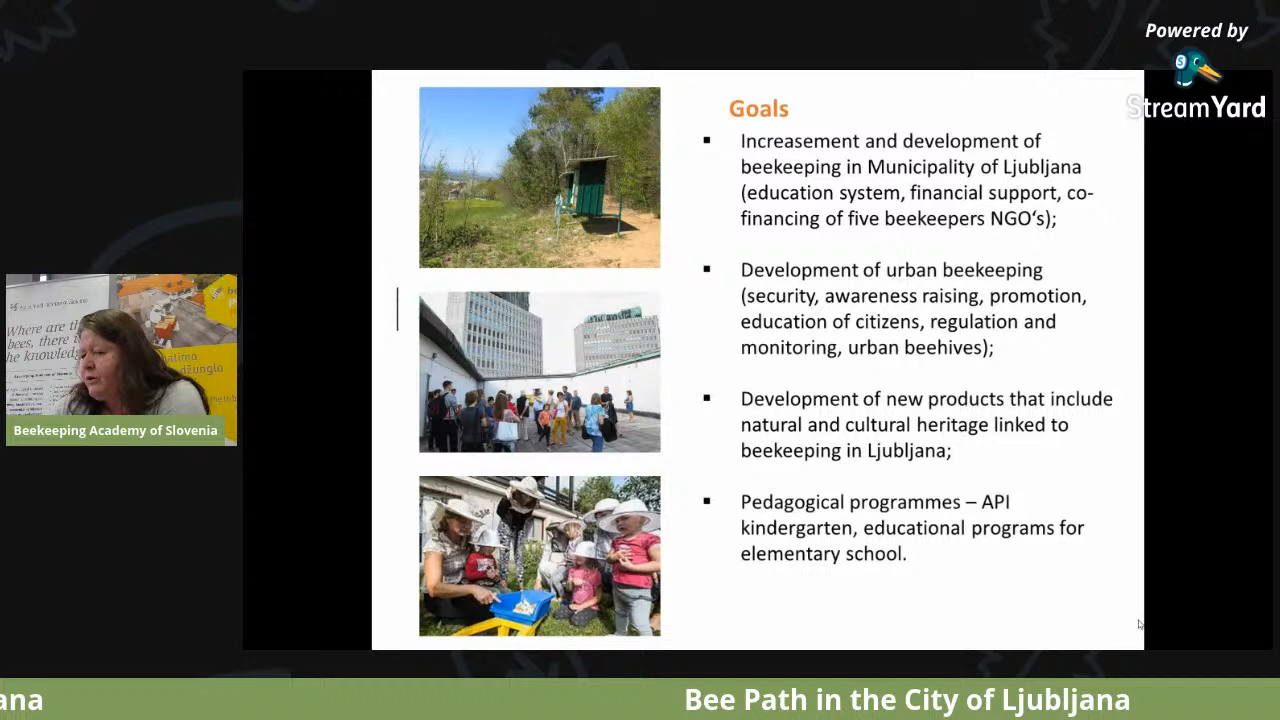 Powered by
StreamYard
Goals
▪ Increasement and development of
beekeeping in Municipality of Ljubljana
(education system, financial support, co-
financing of five beekeepers NGO‘s);
▪ Development of urban beekeeping
(security, awareness raising, promotion,
education of citizens, regulation and
monitoring, urban beehives);
▪ Development of new products that include
natural and cultural heritage linked to
beekeeping in Ljubljana;
▪ Pedagogical programmes – API
kindergarten, educational programs for
elementary school.
Where are th
bees, there
he knowled
Beekeeping Academy of Slovenia
ana
Bee Path in the City of Ljubljana